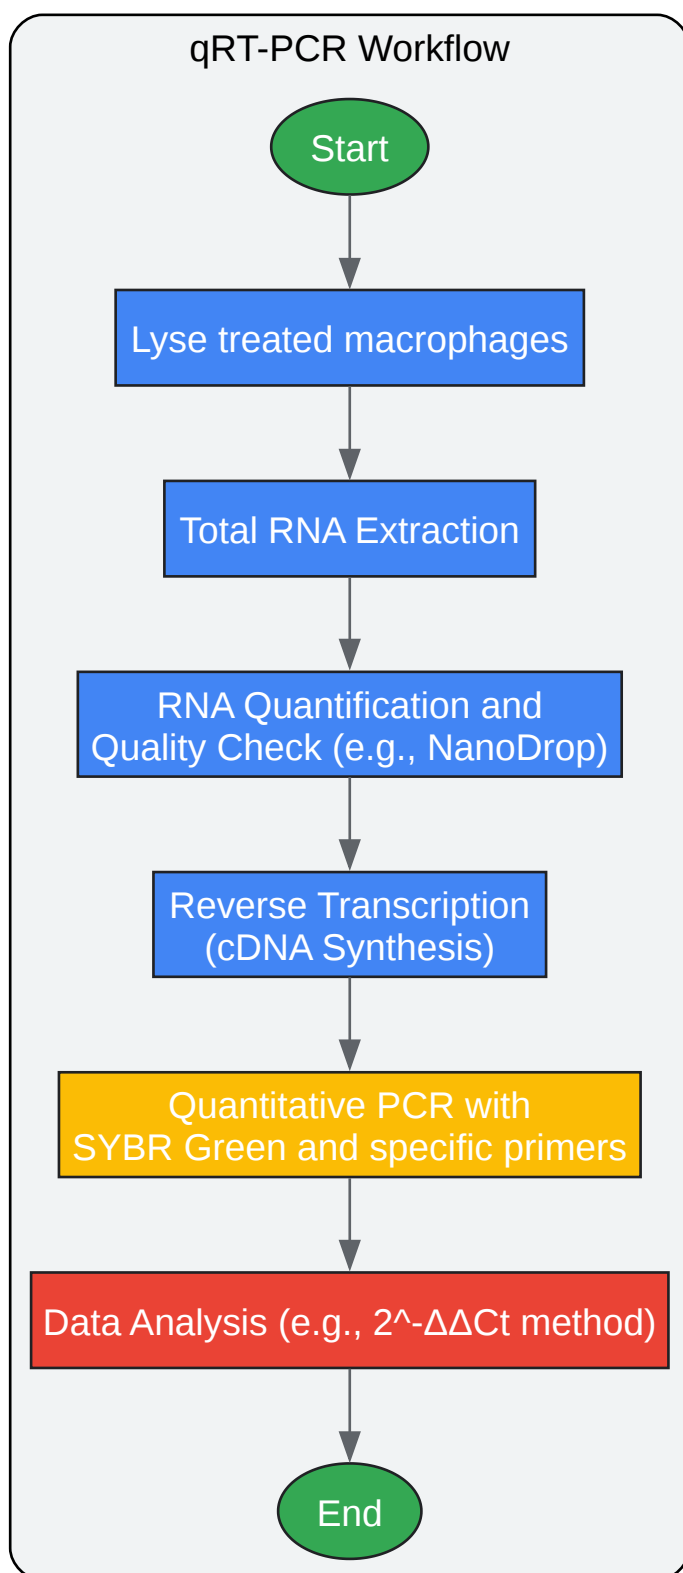 qRT-PCR Workflow
Start
Lyse treated macrophages
Total RNA Extraction
RNA Quantification and
Quality Check (e.g., NanoDrop)
Reverse Transcription
(cDNA Synthesis)
Quantitative PCR with
SYBR Green and specific primers
Data Analysis (e.g., 2^-ΔΔCt method)
End